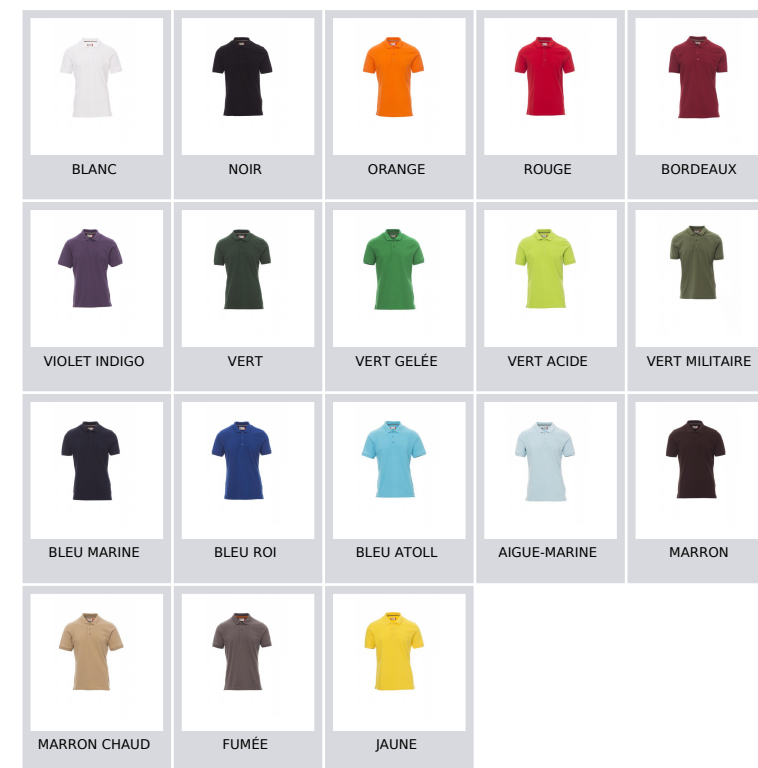 BLANC
NOIR
ORANGE
ROUGE
BORDEAUX
VIOLET INDIGO
VERT
VERT GELÉE
VERT ACIDE
VERT MILITAIRE
BLEU MARINE
BLEU ROI
BLEU ATOLL
AIGUE-MARINE
MARRON
MARRON CHAUD
FUMÉE
JAUNE